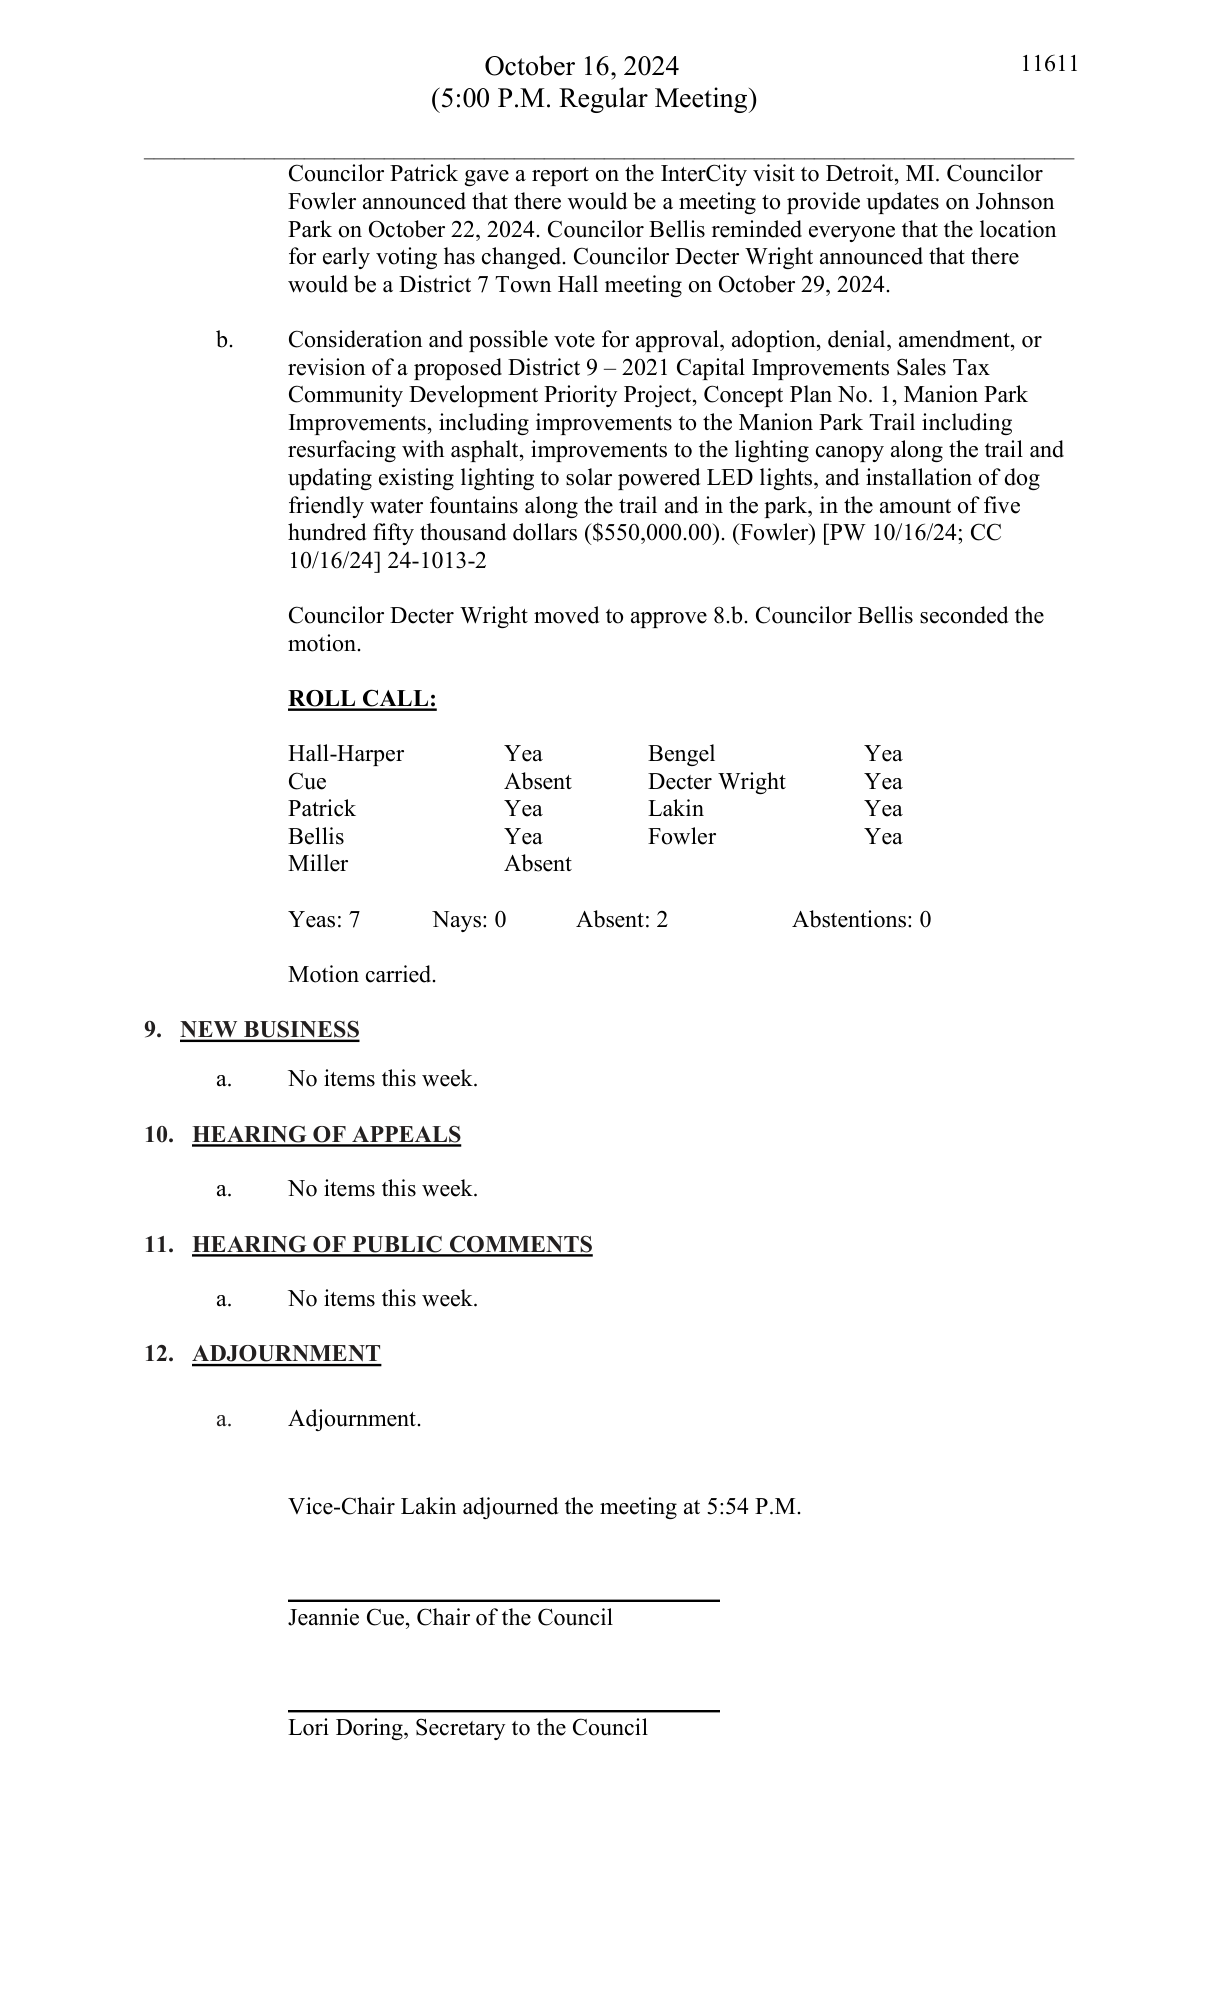 October 16, 2024
11611
(5:00 P.M. Regular Meeting)
Councilor Patrick gave a report on the InterCity visit to Detroit, MI. Councilor
Fowler announced that there would be a meeting to provide updates on Johnson
Park on October 22, 2024. Councilor Bellis reminded everyone that the location
for early voting has changed. Councilor Decter Wright announced that there
would be a District 7 Town Hall meeting on October 29, 2024.
b. Consideration and possible vote for approval, adoption, denial, amendment, or
revision of a proposed District 9 – 2021 Capital Improvements Sales Tax
Community Development Priority Project, Concept Plan No. 1, Manion Park
Improvements, including improvements to the Manion Park Trail including
resurfacing with asphalt, improvements to the lighting canopy along the trail and
updating existing lighting to solar powered LED lights, and installation of dog
friendly water fountains along the trail and in the park, in the amount of five
hundred fifty thousand dollars ($550,000.00). (Fowler) [PW 10/16/24; CC
10/16/24] 24-1013-2
Councilor Decter Wright moved to approve 8.b. Councilor Bellis seconded the
motion.
ROLL CALL:
Hall-Harper Yea Bengel Yea
Cue Absent Decter Wright Yea
Patrick Yea Lakin Yea
Bellis Yea Fowler Yea
Miller Absent
Yeas: 7 Nays: 0 Absent: 2 Abstentions: 0
Motion carried.
9. NEW BUSINESS
a. No items this week.
10. HEARING OF APPEALS
a. No items this week.
11. HEARING OF PUBLIC COMMENTS
a. No items this week.
12. ADJOURNMENT
a. Adjournment.
Vice-Chair Lakin adjourned the meeting at 5:54 P.M.
Jeannie Cue, Chair of the Council
Lori Doring, Secretary to the Council